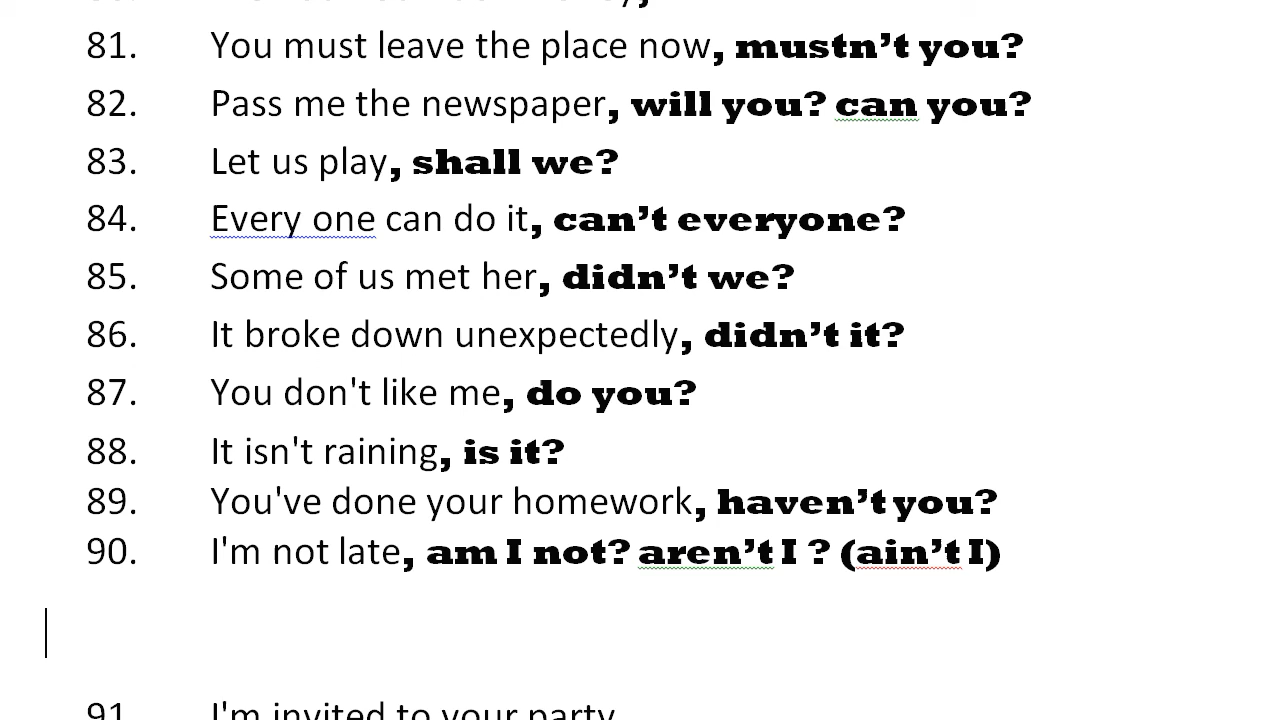 81. You must leave the place now, mustn’t you?
82. Pass me the newspaper, will you? can you?
83. Let us play, shall we?
84. Every one can do it, can’t everyone?
85. Some of us met her, didn’t we?
86. It broke down unexpectedly, didn’t it?
87. You don't like me, do you?
88. It isn't raining, is it?
89. You've done your homework, haven’t you?
90. I'm not late, am I not? aren’t I ? (ain’t I)
91. I'm invited to your party